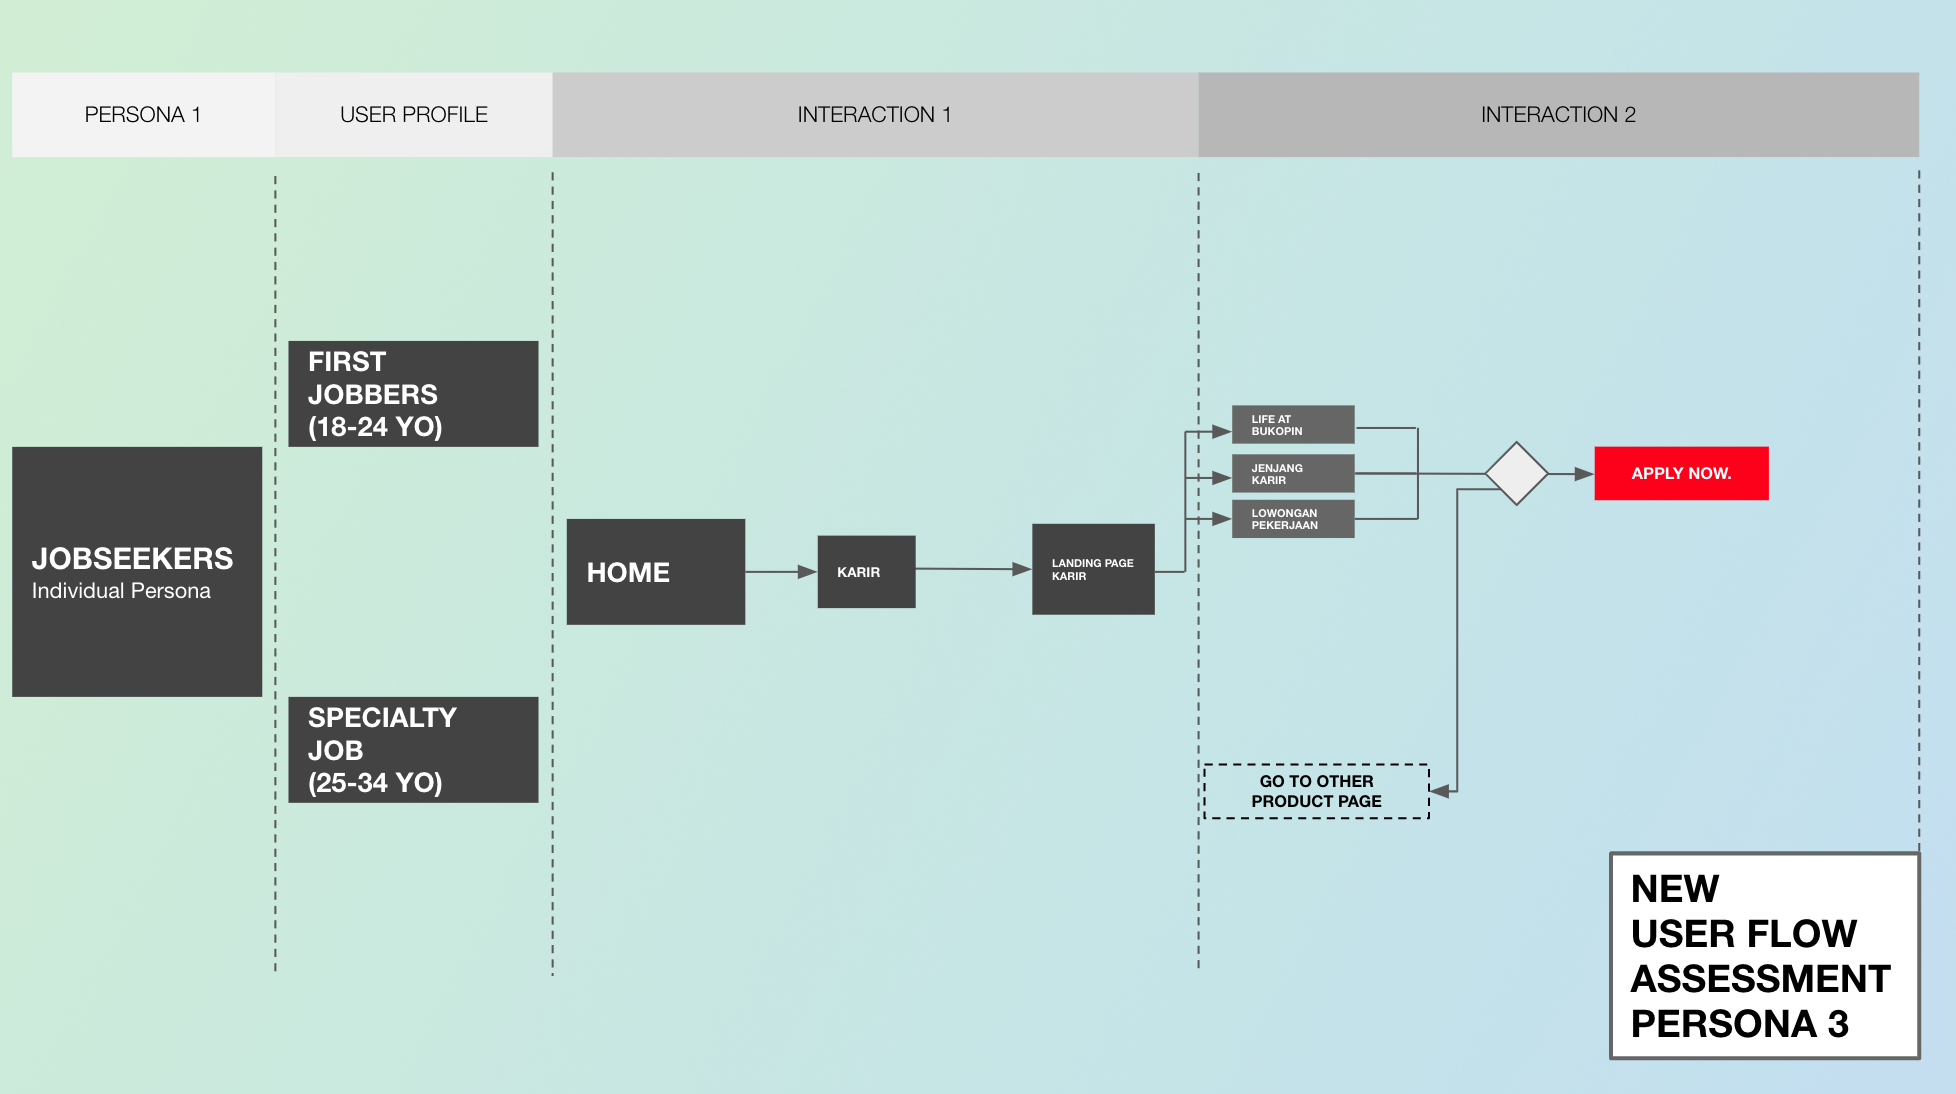 PERSONA 1
USER PROFILE
INTERACTION 1
INTERACTION 2
JOBSEEKERS
Individual Persona
FIRST
JOBBERS
(18-24 YO)
SPECIALTY
JOB
(25-34 YO)
HOME
KARIR
LANDING PAGE
KARIR
LIFE AT
BUKOPIN
JENJANG
KARIR
LOWONGAN
PEKERJAAN
APPLY NOW.
GO TO OTHER
PRODUCT PAGE
NEW
USER FLOW
ASSESSMENT
PERSONA 3